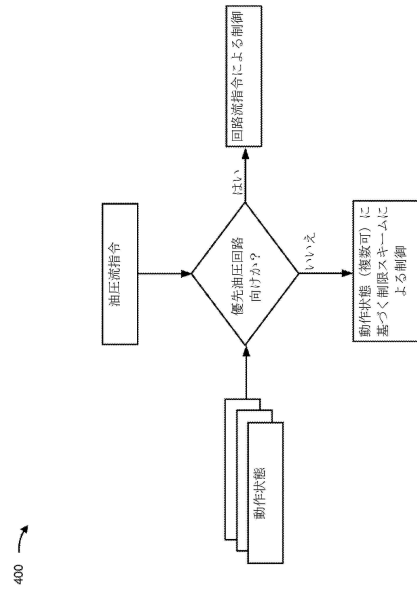 400
油圧流指令
動作状態
優先油圧回路
向けか?
はい
回路流指令による制御
いいえ
動作状態（複数可）に
基づく制限スキームに
よる制御